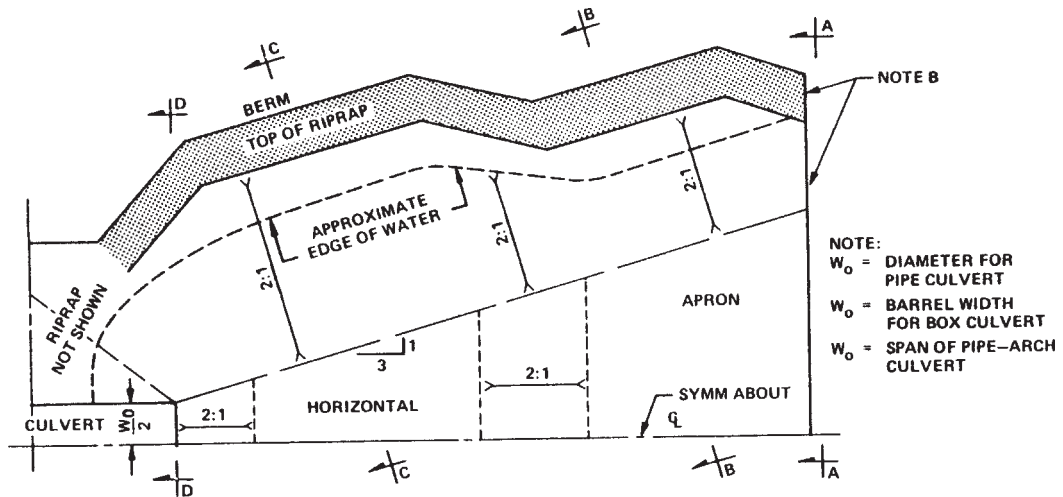 A
B
C
D
BERM
TOP OF RIPRAP
NOTE B
2:1
2:1
2:1
APPROXIMATE
EDGE OF WATER
RIPRAP
NOT SHOWN
NOTE:
W₀ = DIAMETER FOR
PIPE CULVERT
W₀ = BARREL WIDTH
FOR BOX CULVERT
W₀ = SPAN OF PIPE–ARCH
CULVERT
APRON
1
3
2:1
2:1
HORIZONTAL
SYMM ABOUT
℄
CULVERT
W0
2
D
C
B
A